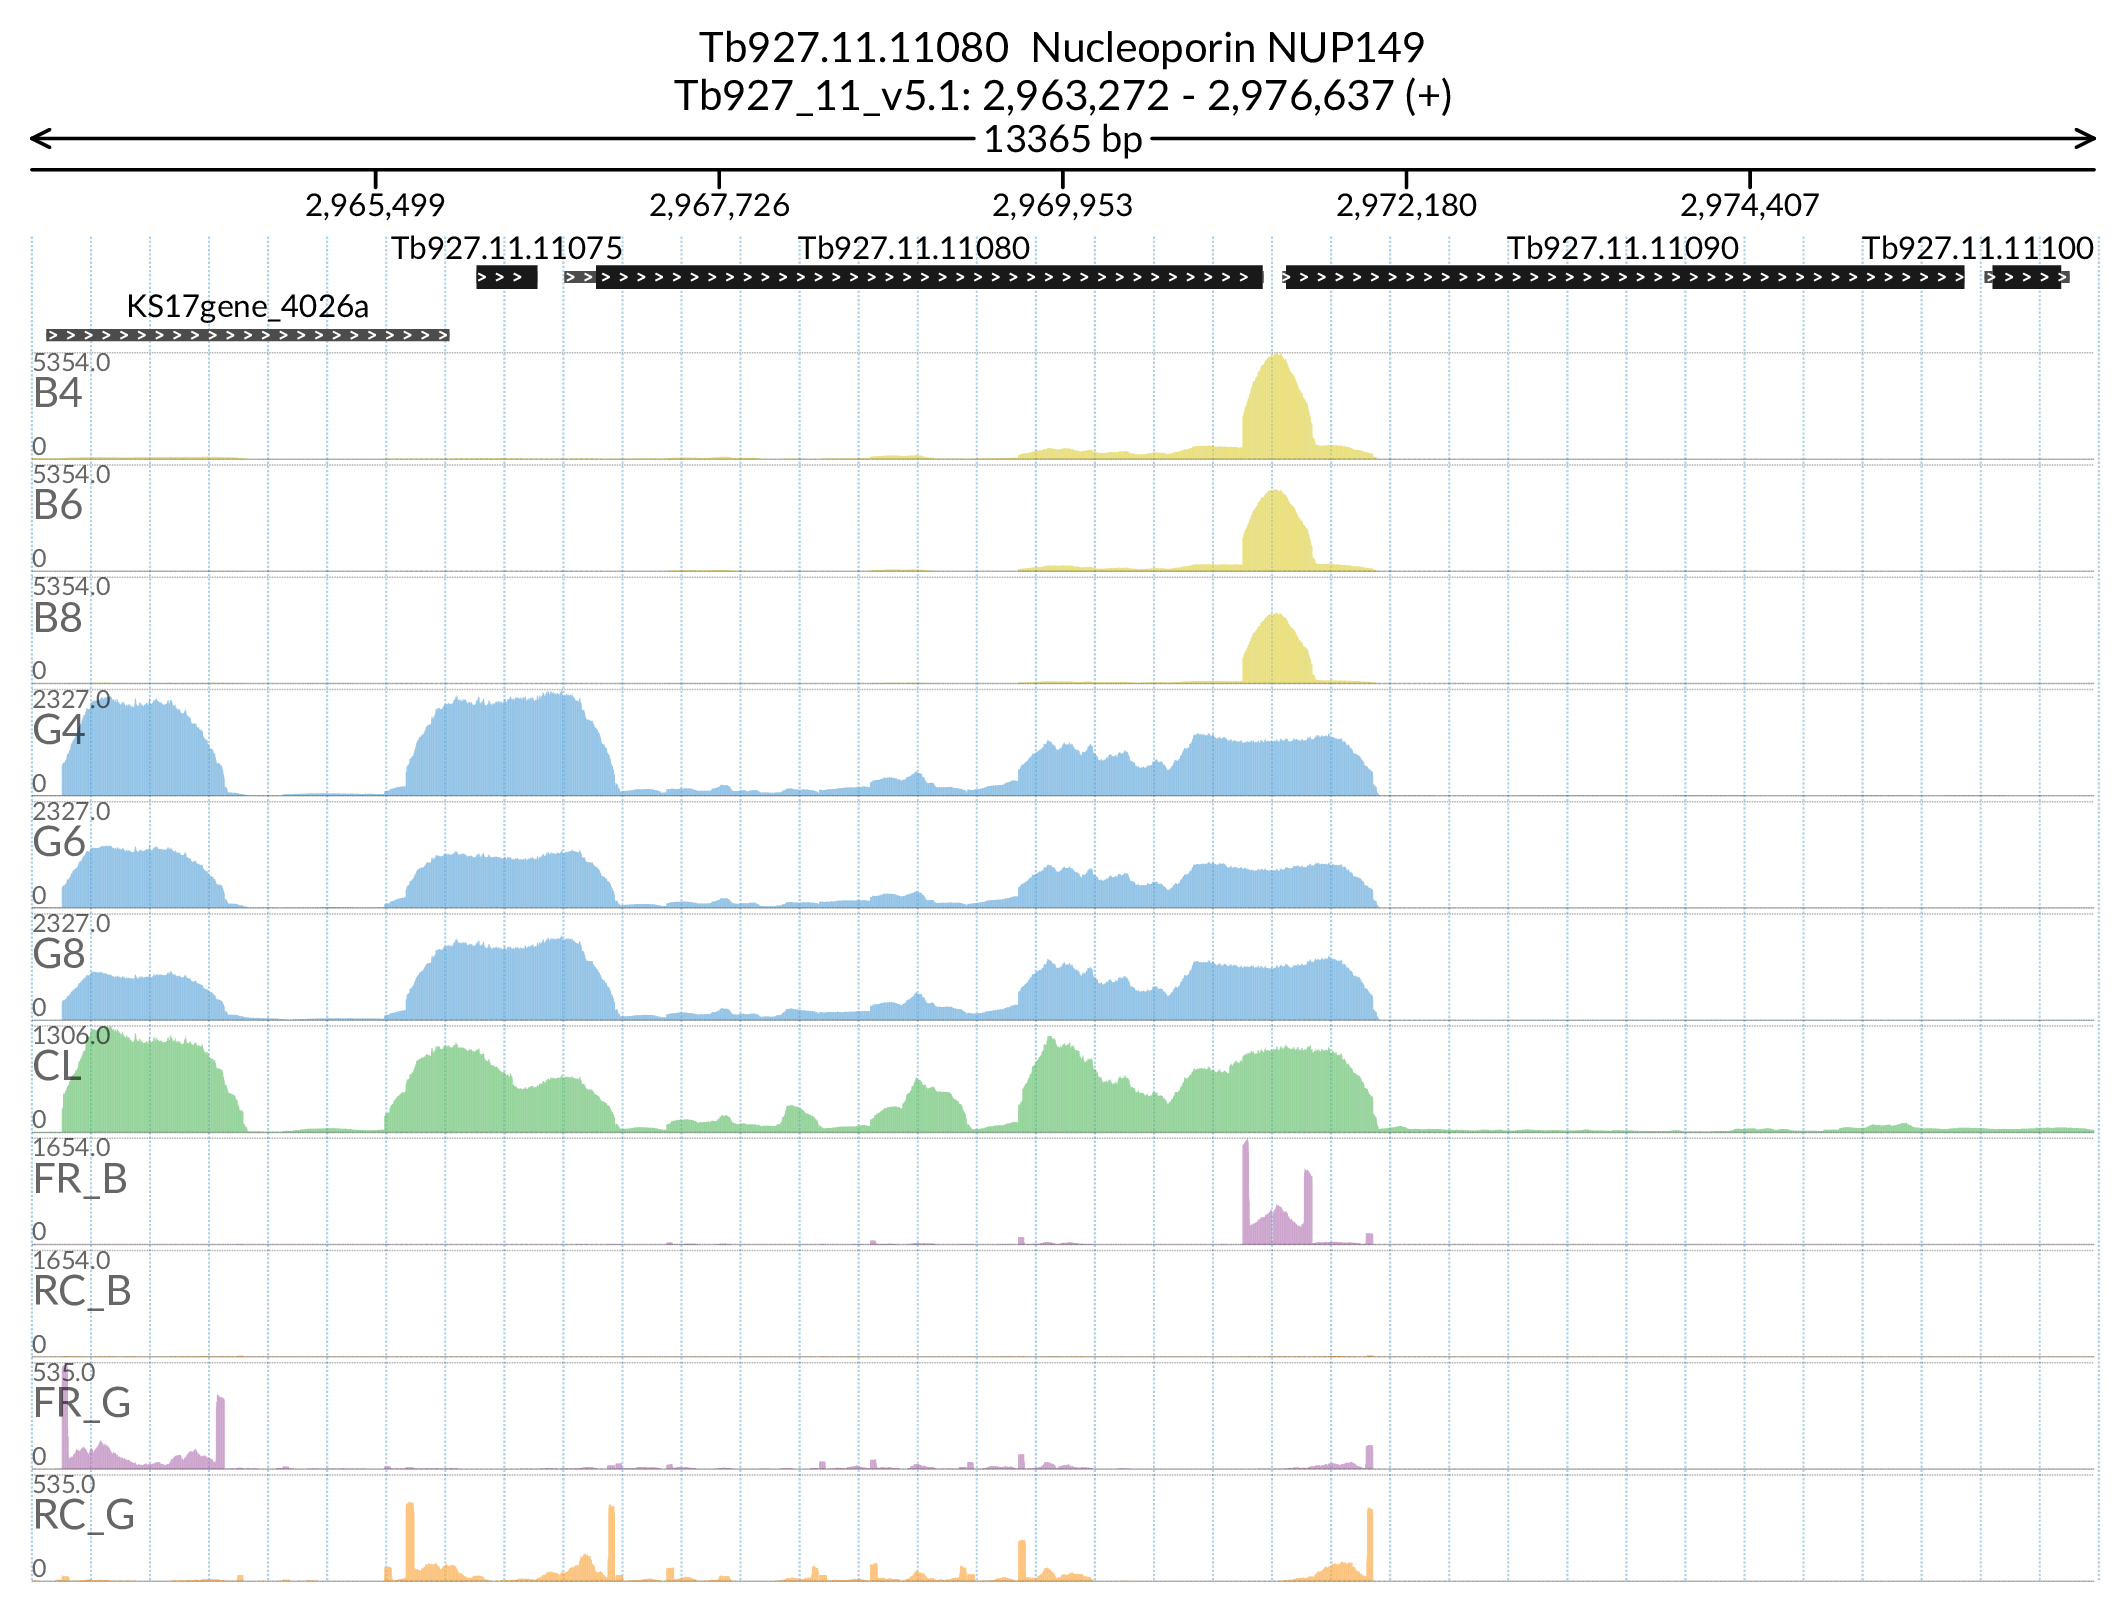 Tb927.11.11080 Nucleoporin NUP149
Tb927_11_v5.1: 2,963,272 - 2,976,637 (+)
13365 bp
2,965,499 2,967,726 2,969,953 2,972,180 2,974,407
Tb927.11.11075 Tb927.11.11080 Tb927.11.11090 Tb927.11.11100
KS17gene_4026a
5354.0
B4
0
5354.0
B6
0
5354.0
B8
0
2327.0
G4
0
2327.0
G6
0
2327.0
G8
0
1306.0
CL
0
1654.0
FR_B
0
1654.0
RC_B
0
535.0
FR_G
0
535.0
RC_G
0